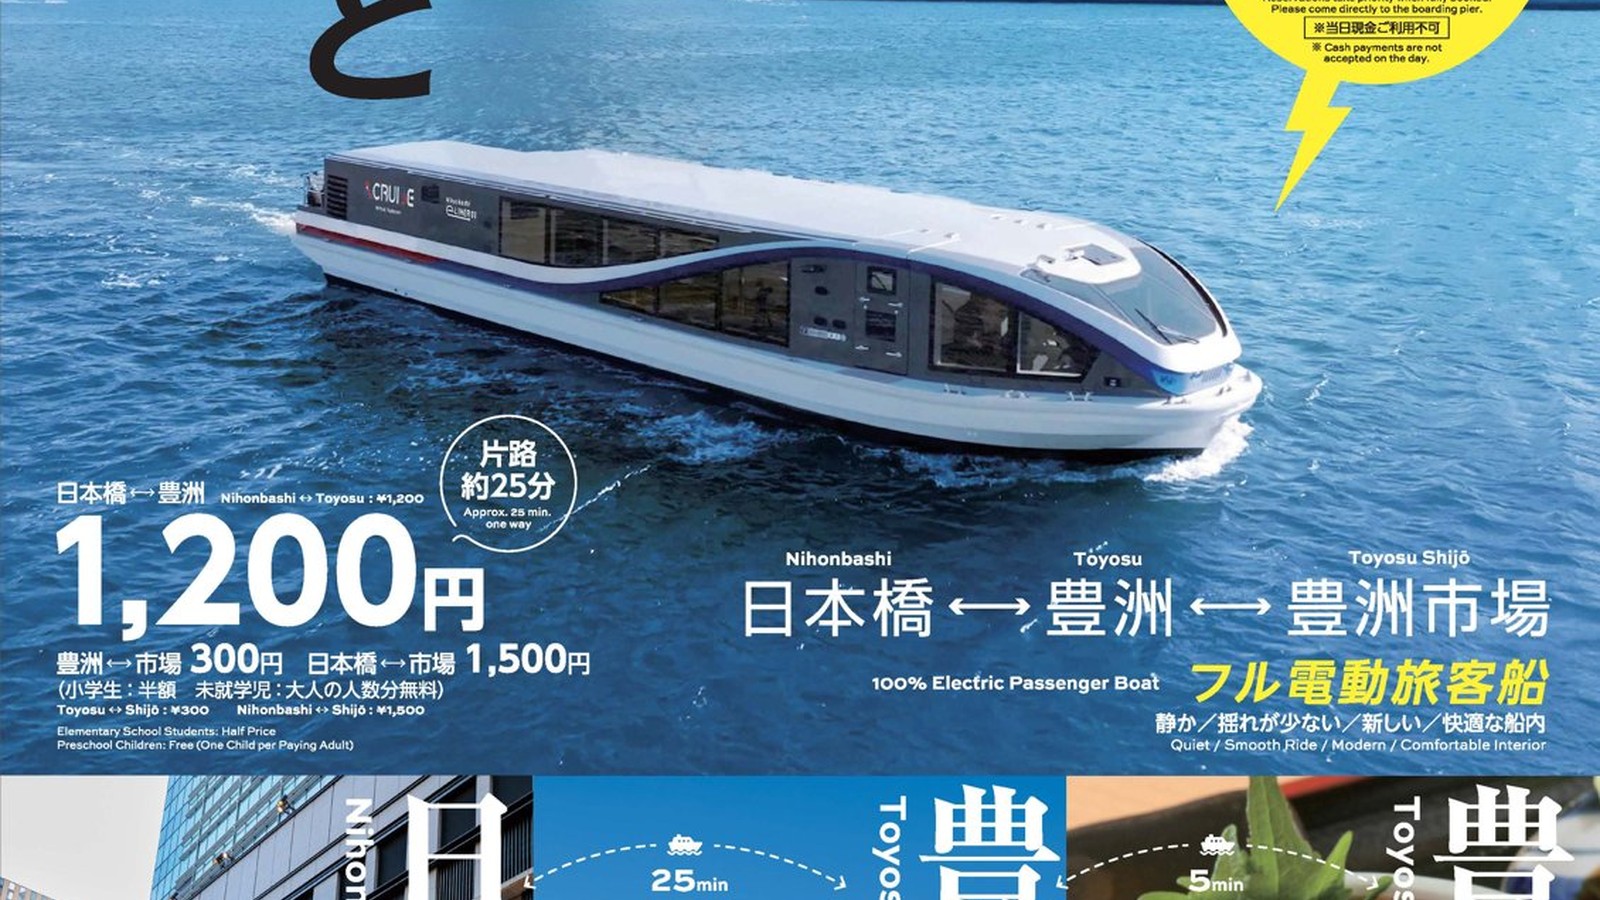 と
Please come directly to the boarding pier.
※当日現金ご利用不可
※ Cash payments are not
accepted on the day.
CRUISE
eLINER
片路
約25分
Approx. 25 min.
one way
日本橋↔豊洲 Nihonbashi ↔ Toyosu : ¥1,200
1,200円
豊洲↔市場 300円 日本橋↔市場 1,500円
(小学生：半額 未就学児：大人の人数分無料)
Toyosu ↔ Shijō : ¥300 Nihonbashi ↔ Shijō : ¥1,500
Elementary School Students: Half Price
Preschool Children: Free (One Child per Paying Adult)
Nihonbashi Toyosu Toyosu Shijō
日本橋↔豊洲↔豊洲市場
100% Electric Passenger Boat フル電動旅客船
静か／揺れが少ない／新しい／快適な船内
Quiet / Smooth Ride / Modern / Comfortable Interior
Nihon
日
25min
Toyos
豊
5min
Toyos
豊